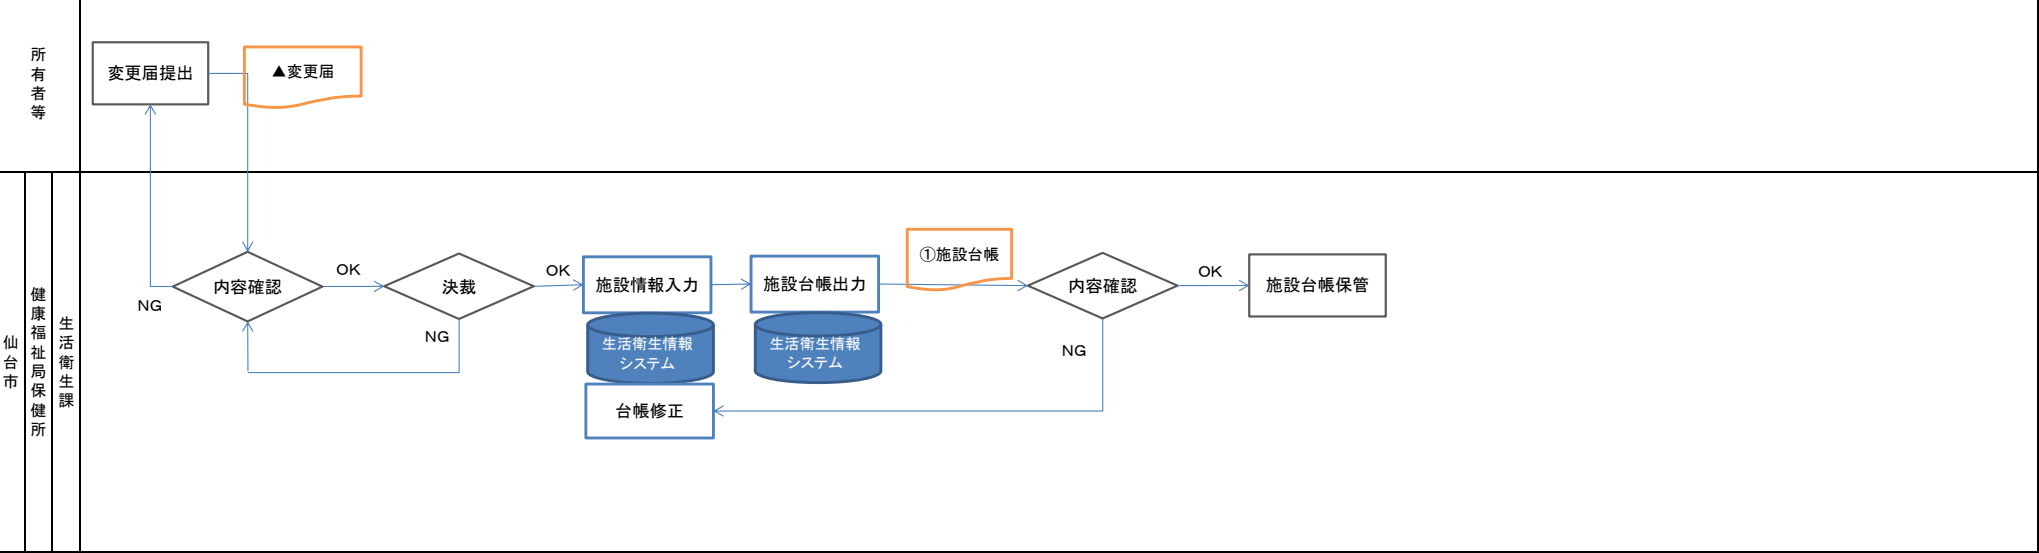 所有者等
変更届提出
▲変更届
仙台市
健康福祉局保健所
生活衛生課
内容確認
OK
NG
決裁
OK
NG
施設情報入力
生活衛生情報
システム
台帳修正
施設台帳出力
生活衛生情報
システム
①施設台帳
内容確認
OK
NG
施設台帳保管